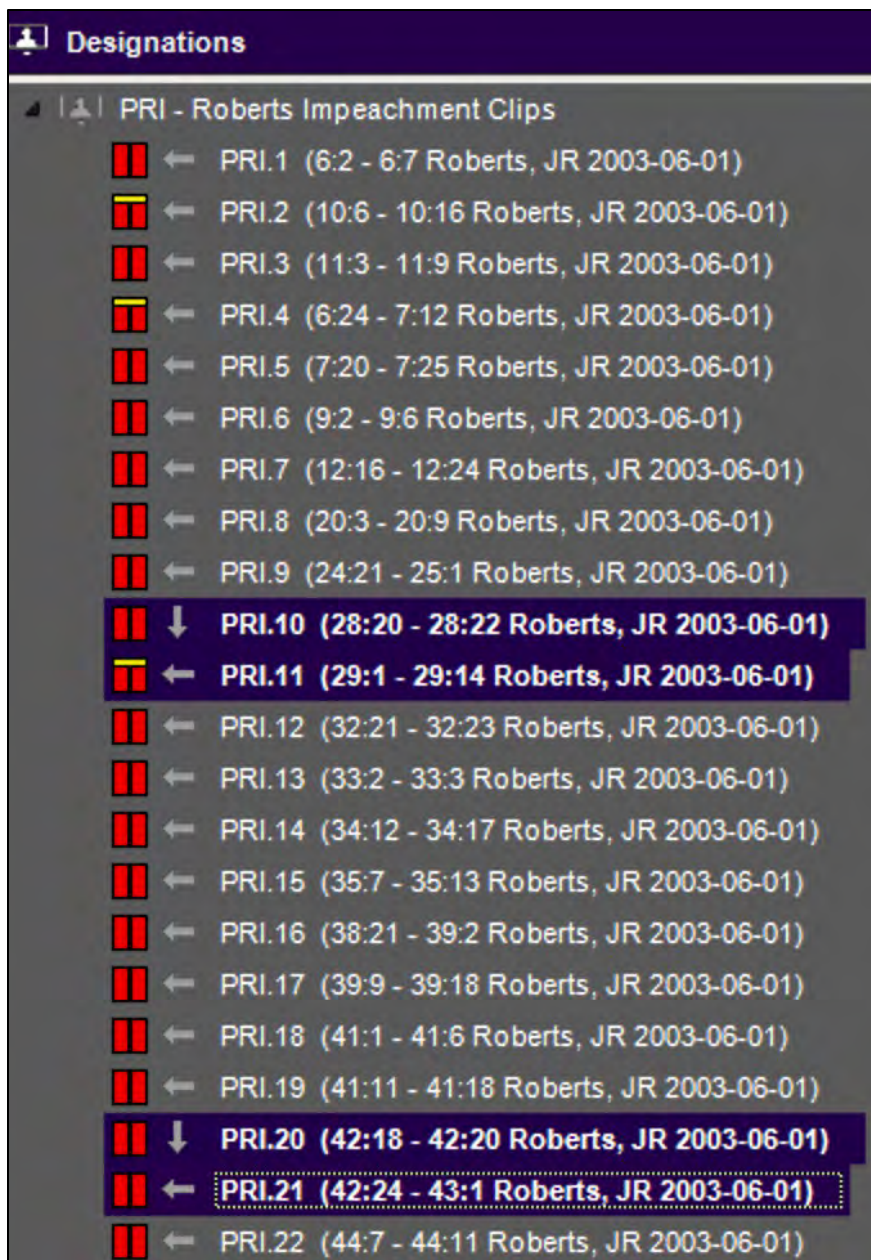 Designations
PRI - Roberts Impeachment Clips
PRI.1 (6:2 - 6:7 Roberts, JR 2003-06-01)
PRI.2 (10:6 - 10:16 Roberts, JR 2003-06-01)
PRI.3 (11:3 - 11:9 Roberts, JR 2003-06-01)
PRI.4 (6:24 - 7:12 Roberts, JR 2003-06-01)
PRI.5 (7:20 - 7:25 Roberts, JR 2003-06-01)
PRI.6 (9:2 - 9:6 Roberts, JR 2003-06-01)
PRI.7 (12:16 - 12:24 Roberts, JR 2003-06-01)
PRI.8 (20:3 - 20:9 Roberts, JR 2003-06-01)
PRI.9 (24:21 - 25:1 Roberts, JR 2003-06-01)
PRI.10 (28:20 - 28:22 Roberts, JR 2003-06-01)
PRI.11 (29:1 - 29:14 Roberts, JR 2003-06-01)
PRI.12 (32:21 - 32:23 Roberts, JR 2003-06-01)
PRI.13 (33:2 - 33:3 Roberts, JR 2003-06-01)
PRI.14 (34:12 - 34:17 Roberts, JR 2003-06-01)
PRI.15 (35:7 - 35:13 Roberts, JR 2003-06-01)
PRI.16 (38:21 - 39:2 Roberts, JR 2003-06-01)
PRI.17 (39:9 - 39:18 Roberts, JR 2003-06-01)
PRI.18 (41:1 - 41:6 Roberts, JR 2003-06-01)
PRI.19 (41:11 - 41:18 Roberts, JR 2003-06-01)
PRI.20 (42:18 - 42:20 Roberts, JR 2003-06-01)
PRI.21 (42:24 - 43:1 Roberts, JR 2003-06-01)
PRI.22 (44:7 - 44:11 Roberts, JR 2003-06-01)